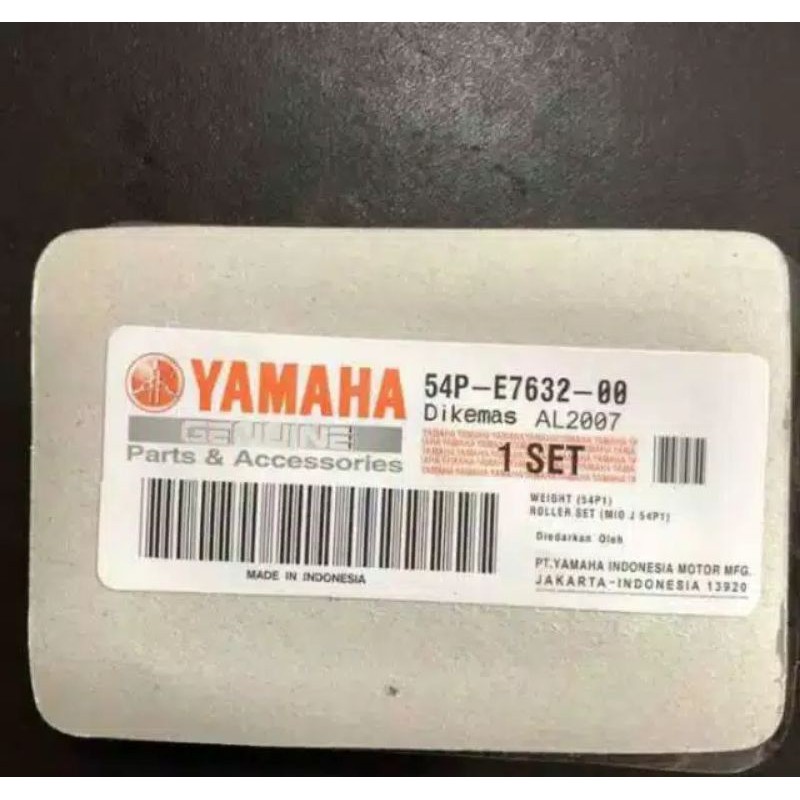 YAMAHA
GENUINE
Parts & Accessories
54P-E7632-00
Dikemas AL2007
1 SET
WEIGHT (54P1)
ROLLER SET (MIO J 54P1)
Diedarkan Oleh
PT.YAMAHA INDONESIA MOTOR MFG.
JAKARTA-INDONESIA 13920
MADE IN INDONESIA